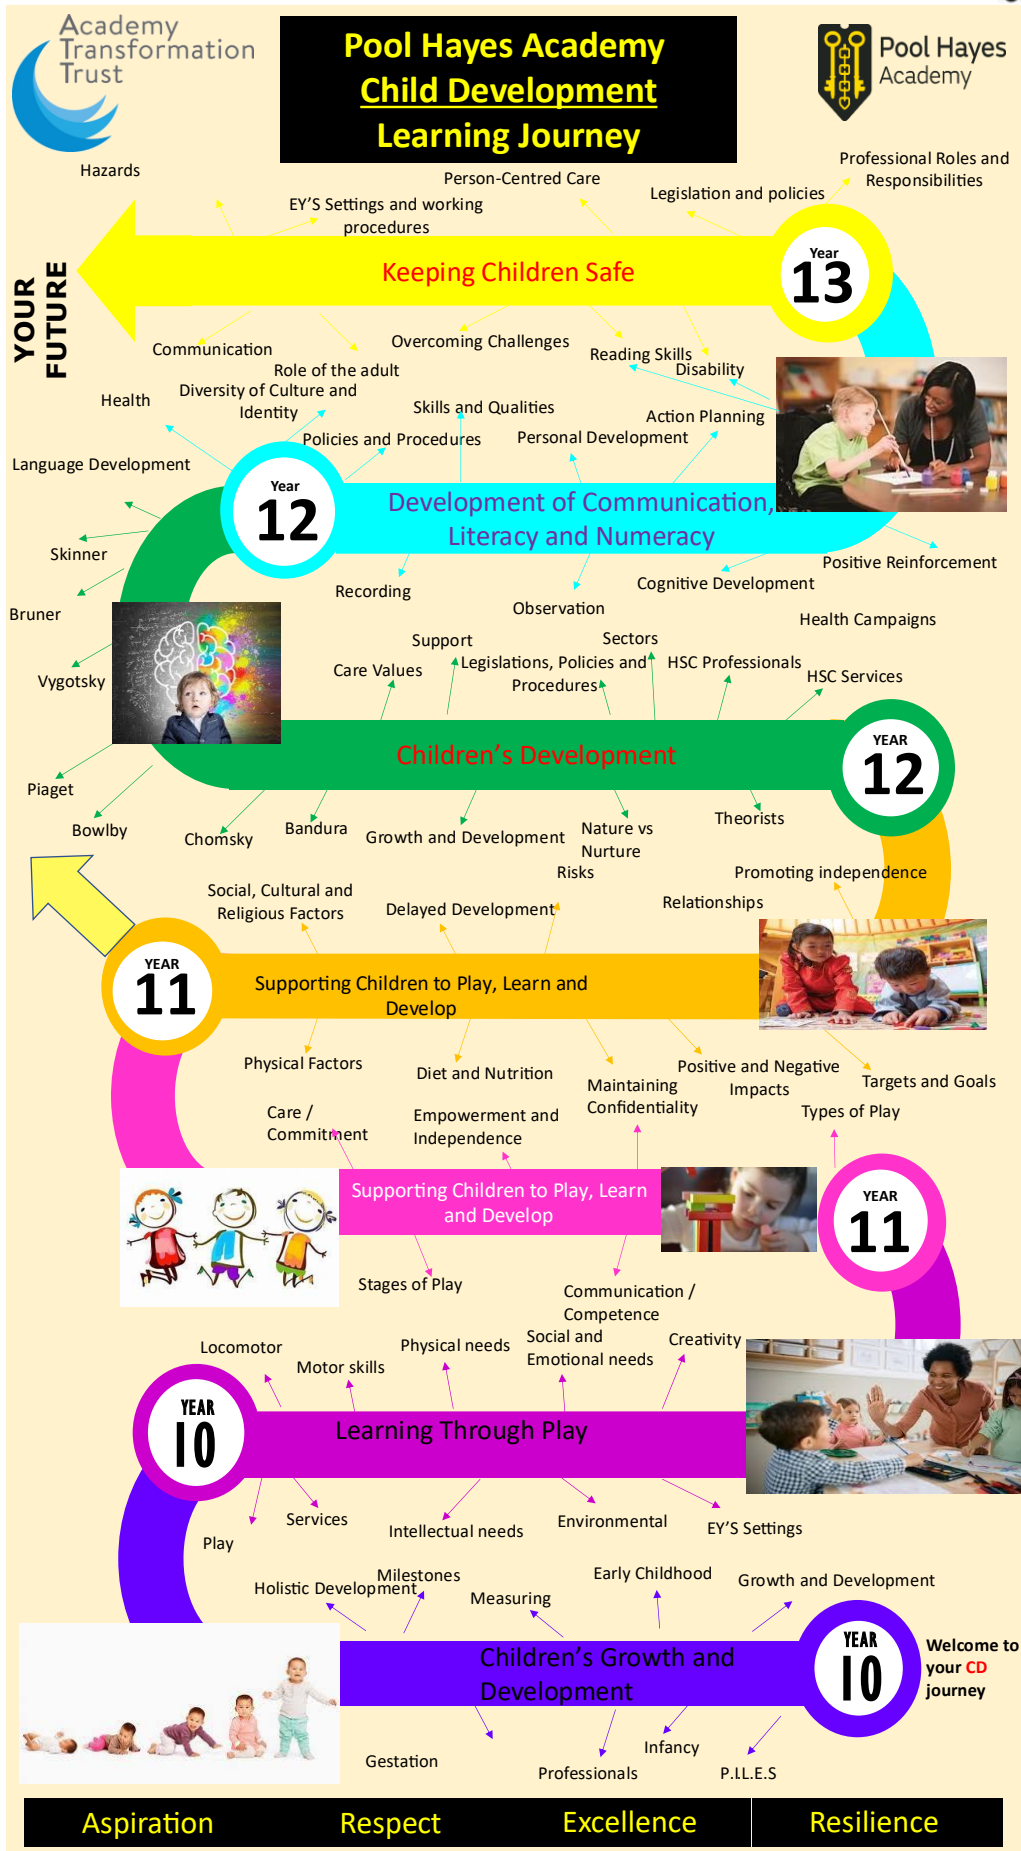 Academy
Transformation
Trust
Pool Hayes Academy
Child Development
Learning Journey
Pool Hayes
Academy
Hazards
Person-Centred Care
Professional Roles and
Responsibilities
Legislation and policies
EY'S Settings and working
procedures
YOUR
FUTURE
Keeping Children Safe
Year
13
Communication
Role of the adult
Overcoming Challenges
Reading Skills
Disability
Health
Diversity of Culture and
Identity
Skills and Qualities
Action Planning
Policies and Procedures
Personal Development
Language Development
Year
12
Development of Communication,
Literacy and Numeracy
Skinner
Positive Reinforcement
Recording
Cognitive Development
Bruner
Observation
Health Campaigns
Support
Sectors
Care Values
Legislations, Policies and
Procedures
HSC Professionals
HSC Services
Vygotsky
Children's Development
YEAR
12
Piaget
Bowlby
Chomsky
Bandura
Growth and Development
Nature vs
Nurture
Theorists
Risks
Promoting independence
Social, Cultural and
Religious Factors
Delayed Development
Relationships
YEAR
11
Supporting Children to Play, Learn and
Develop
Physical Factors
Diet and Nutrition
Maintaining
Confidentiality
Positive and Negative
Impacts
Targets and Goals
Care /
Commitment
Empowerment and
Independence
Types of Play
Supporting Children to Play, Learn
and Develop
YEAR
11
Stages of Play
Communication /
Competence
Locomotor
Motor skills
Physical needs
Social and
Emotional needs
Creativity
YEAR
10
Learning Through Play
Play
Services
Intellectual needs
Environmental
EY'S Settings
Holistic Development
Milestones
Measuring
Early Childhood
Growth and Development
Children's Growth and
Development
YEAR
10
Welcome to
your CD
journey
Gestation
Professionals
Infancy
P.I.L.E.S
Aspiration
Respect
Excellence
Resilience